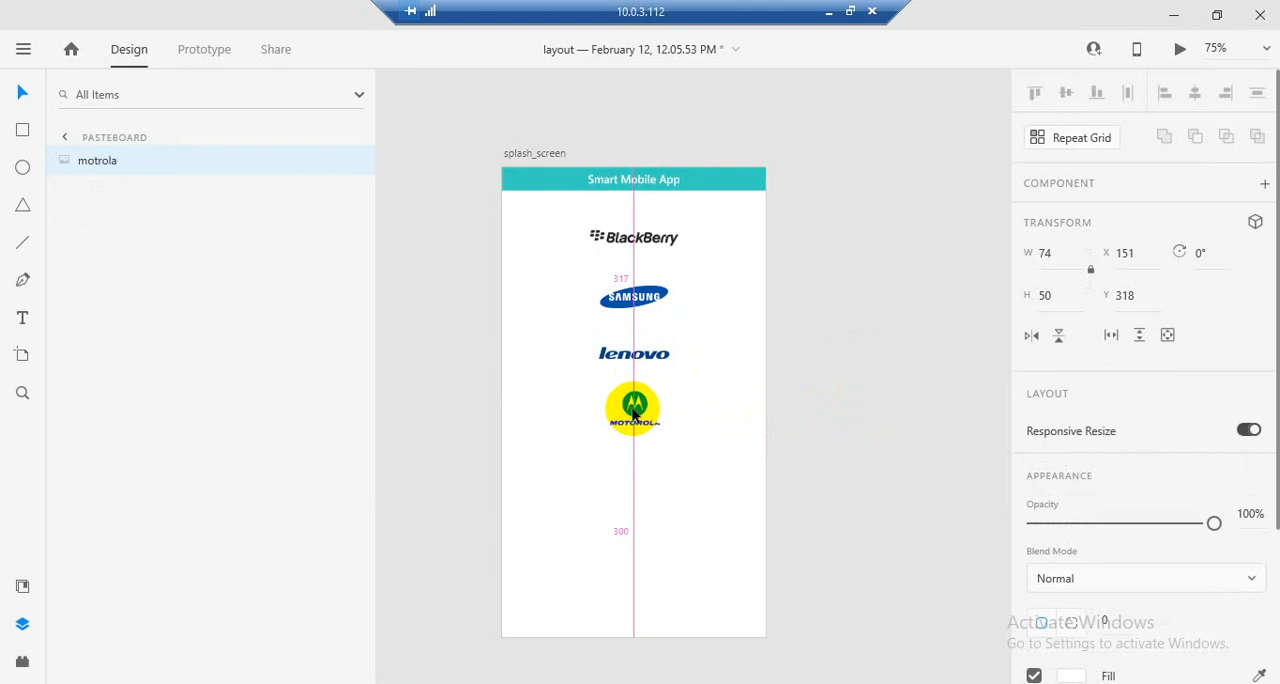 10.0.3.112
Design
Prototype
Share
layout — February 12, 12.05.53 PM *
75%
All Items
PASTEBOARD
motrola
splash_screen
Smart Mobile App
BlackBerry
317
SAMSUNG
lenovo
MOTOROLA
300
Repeat Grid
COMPONENT
TRANSFORM
W 74 X 151 0°
H 50 Y 318
LAYOUT
Responsive Resize
APPEARANCE
Opacity
100%
Blend Mode
Normal
0
Activate Windows
Go to Settings to activate Windows.
Fill